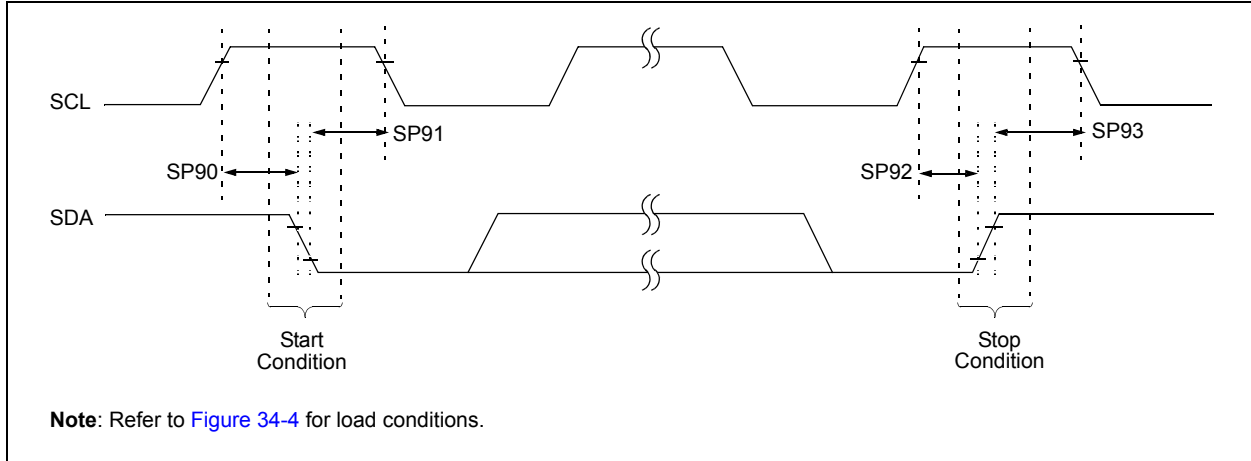 SCL
SP91
SP93
SP90
SP92
SDA
Start
Condition
Stop
Condition
Note: Refer to Figure 34-4 for load conditions.